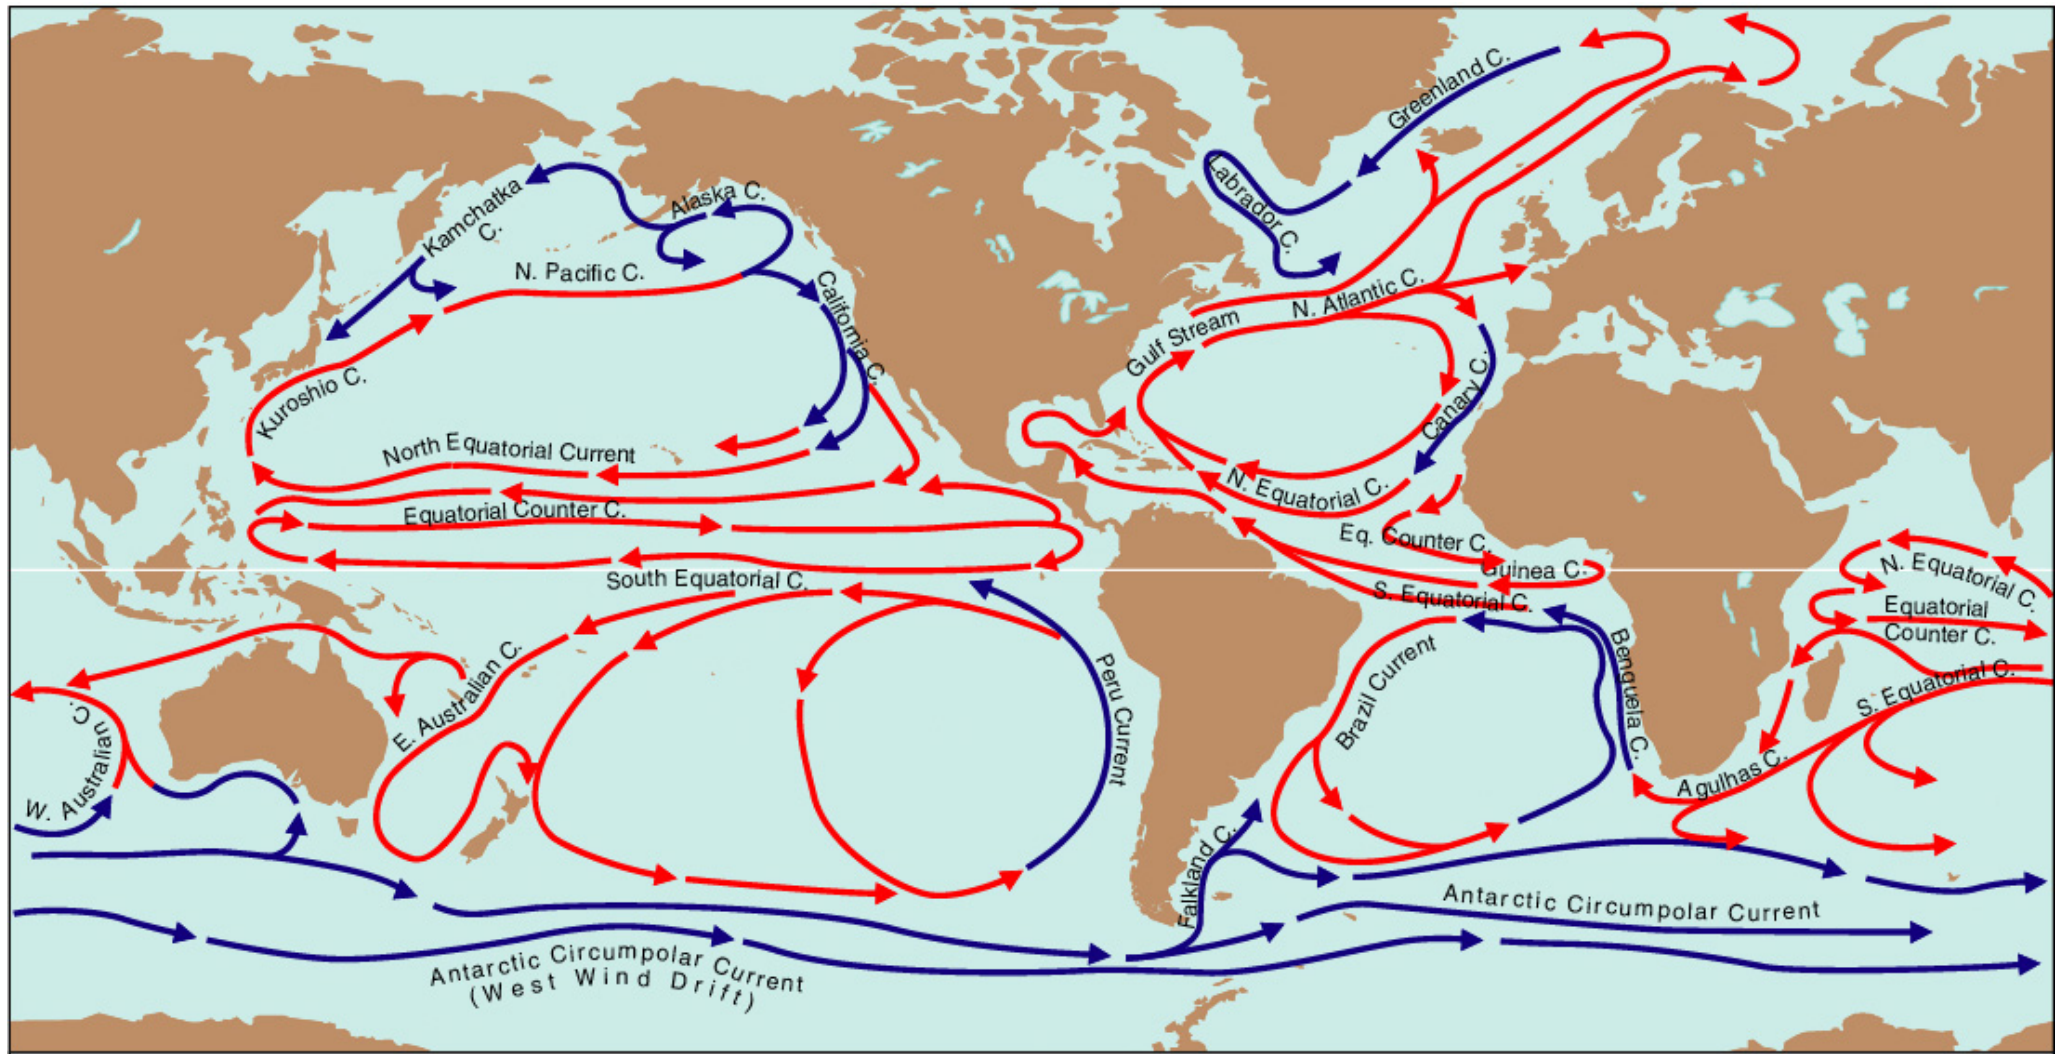 Greenland C.
Labrador C.
Kamchatka
C.
Alaska C.
N. Pacific C.
California C.
N. Atlantic C.
Gulf Stream
Kuroshio C.
Canary C.
North Equatorial Current
N. Equatorial C.
Equatorial Counter C.
Eq. Counter C.
Guinea C.
N. Equatorial C.
South Equatorial C.
S. Equatorial C.
Equatorial
Counter C.
E. Australian C.
Peru Current
Brazil Current
Benguela C.
S. Equatorial C.
W. Australian C.
Agulhas C.
Falkland C.
Antarctic Circumpolar Current
Antarctic Circumpolar Current
(West Wind Drift)